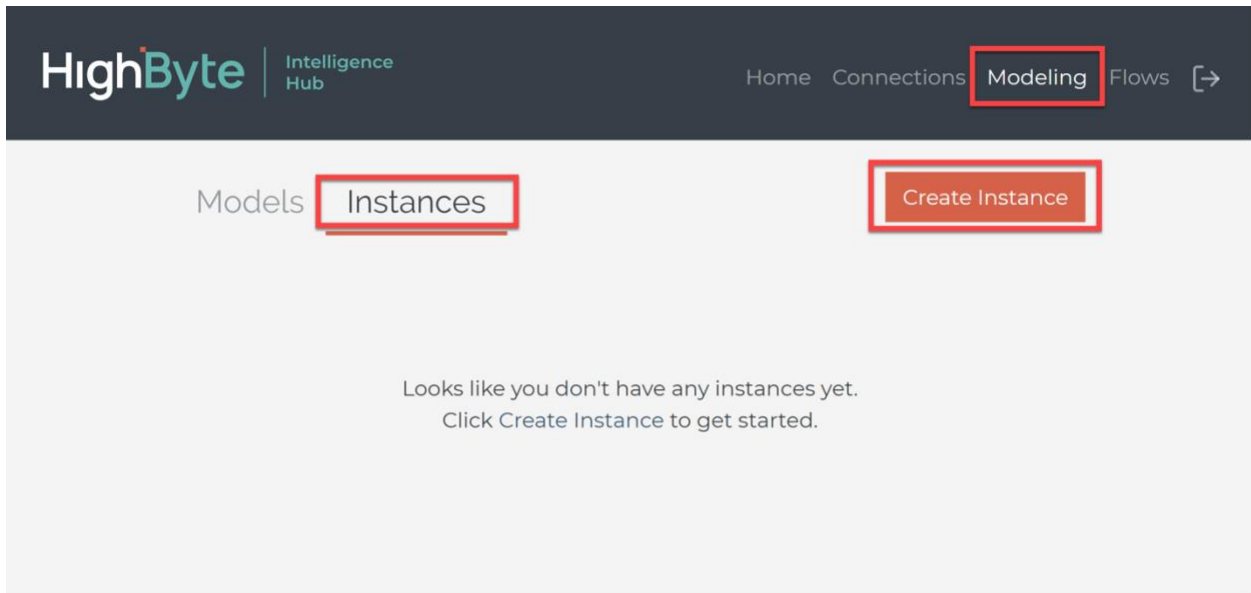 HighByte
Intelligence
Hub
Home Connections Modeling Flows
Models Instances
Create Instance
Looks like you don't have any instances yet.
Click Create Instance to get started.